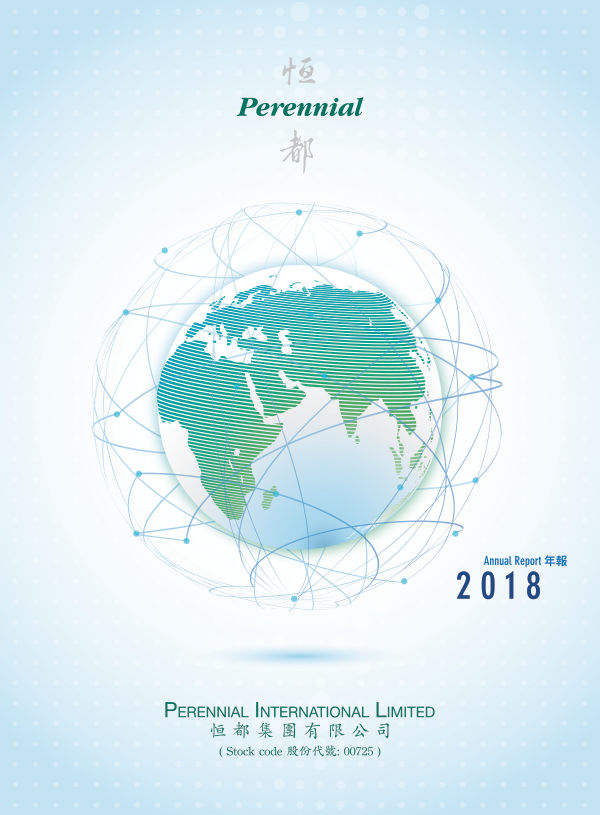 恒
Perennial
都
Annual Report 年報
2018
PERENNIAL INTERNATIONAL LIMITED
恒都集團有限公司
( Stock code 股份代號: 00725 )